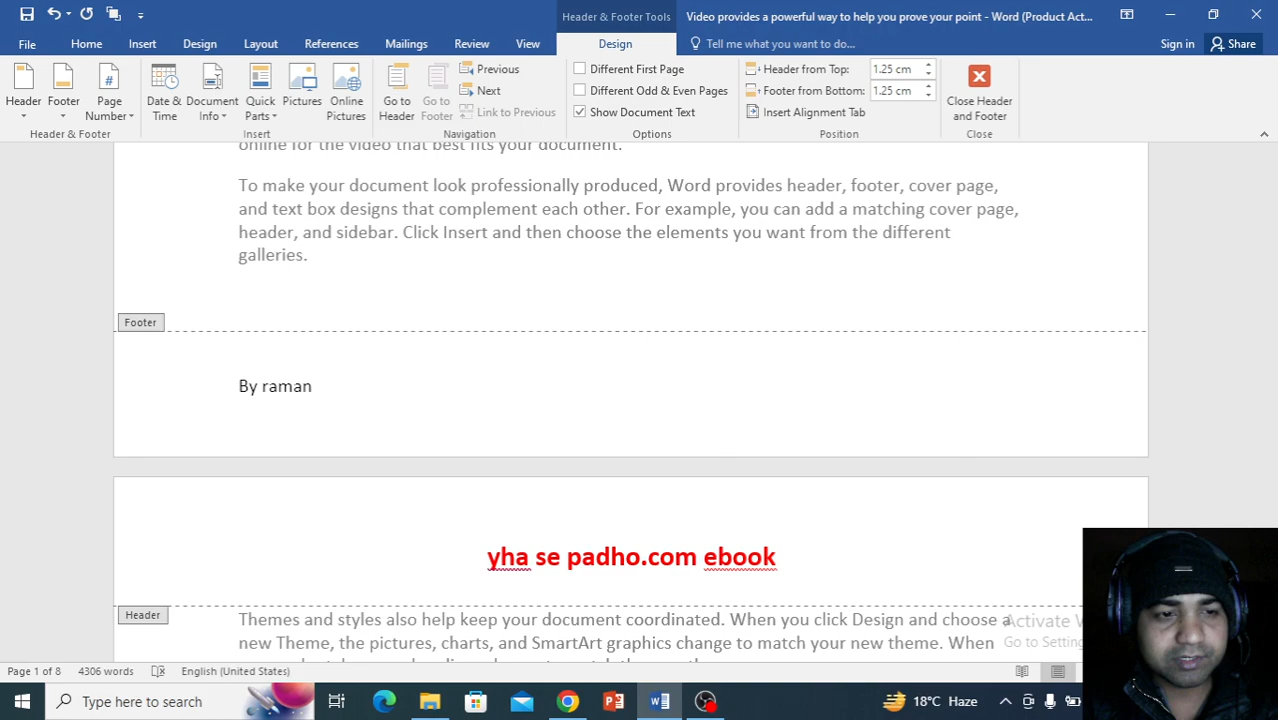 Header & Footer Tools
Video provides a powerful way to help you prove your point - Word (Product Act...
File
Home
Insert
Design
Layout
References
Mailings
Review
View
Design
Tell me what you want to do...
Sign in
Share
Header
Footer
Page Number
Header & Footer
Date & Time
Document Info
Quick Parts
Pictures
Online Pictures
Insert
Go to Header
Go to Footer
Previous
Next
Link to Previous
Navigation
Different First Page
Different Odd & Even Pages
Show Document Text
Options
Header from Top: 1.25 cm
Footer from Bottom: 1.25 cm
Insert Alignment Tab
Position
Close Header and Footer
Close
online for the video that best fits your document.
To make your document look professionally produced, Word provides header, footer, cover page,
and text box designs that complement each other. For example, you can add a matching cover page,
header, and sidebar. Click Insert and then choose the elements you want from the different
galleries.
Footer
By raman
yha se padho.com ebook
Header
Themes and styles also help keep your document coordinated. When you click Design and choose a
new Theme, the pictures, charts, and SmartArt graphics change to match your new theme. When
Activate
Go to Setting
Page 1 of 8
4306 words
English (United States)
Type here to search
18°C Haze